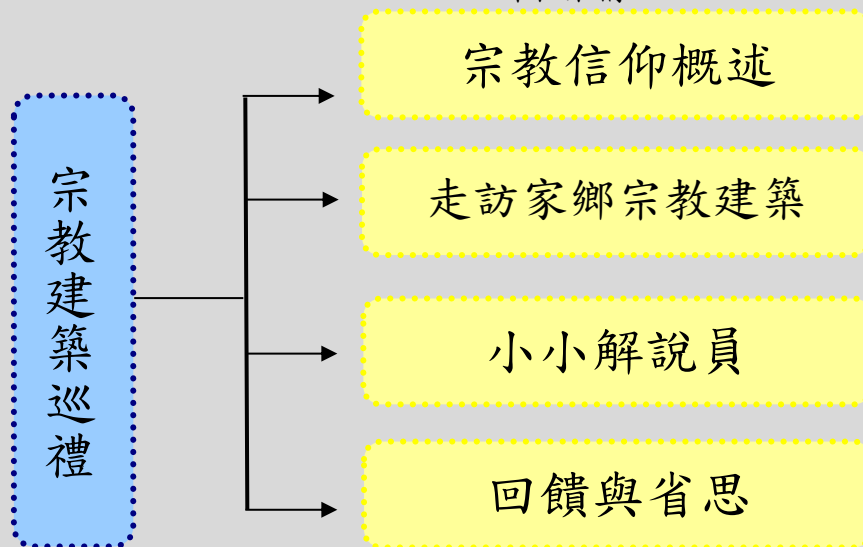 宗教建築巡禮
宗教信仰概述
走訪家鄉宗教建築
小小解說員
回饋與省思